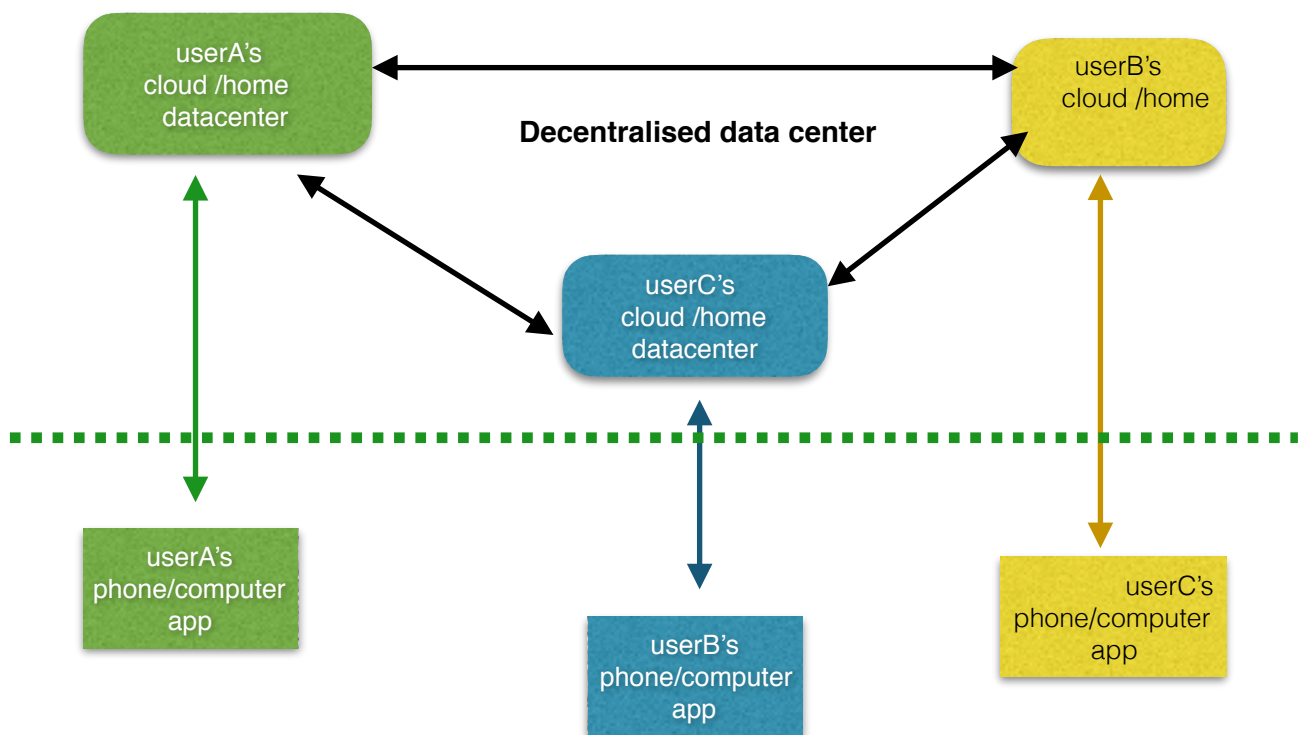 userA’s
cloud /home
datacenter
userB’s
cloud /home
Decentralised data center
userC’s
cloud /home
datacenter
userA’s
phone/computer
app
userB’s
phone/computer
app
userC’s
phone/computer
app